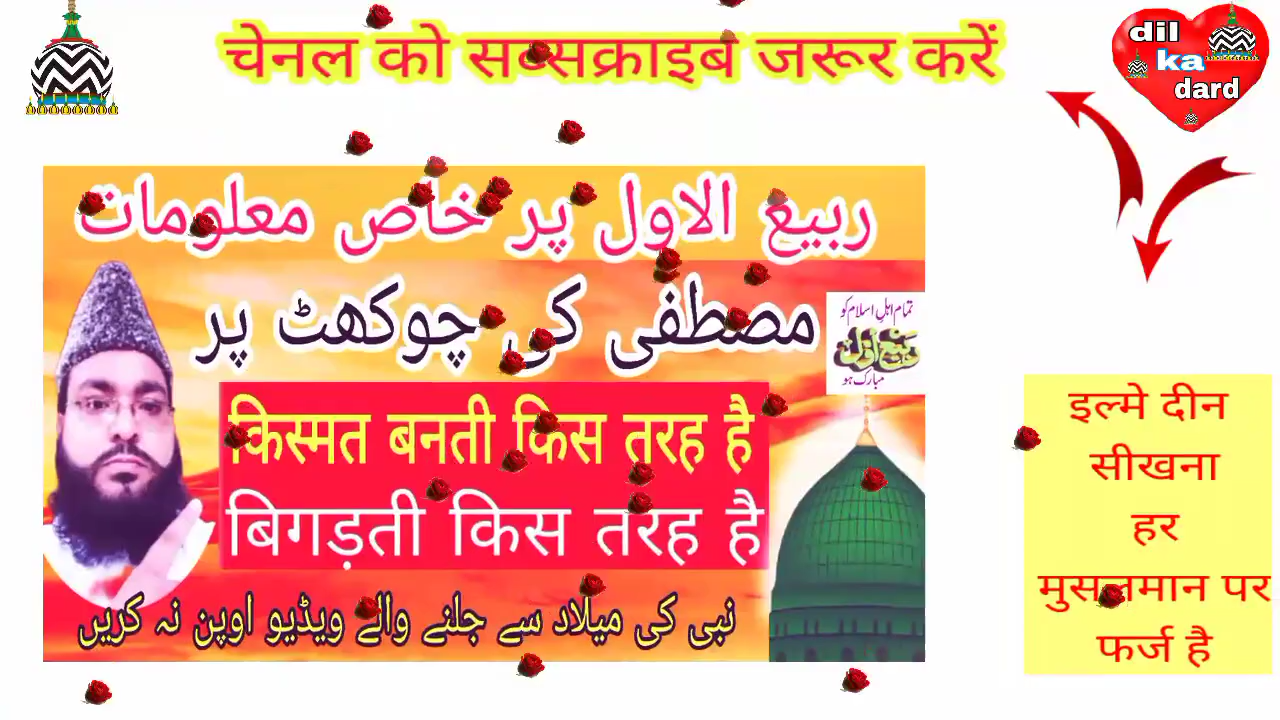 चेनल को सब्सक्राइब जरूर करें
dil
ka
dard
ربیع الاول پر خاص معلومات
مصطفی کی چوکھٹ پر
تمام اہل اسلام کو
ربیع الاول
مبارک ہو
किस्मत बनती किस तरह है
बिगड़ती किस तरह है
نبی کی میلاد سے جلنے والے ویڈیو اوپن نہ کریں
इल्मे दीन
सीखना
हर
मुसलमान पर
फर्ज है